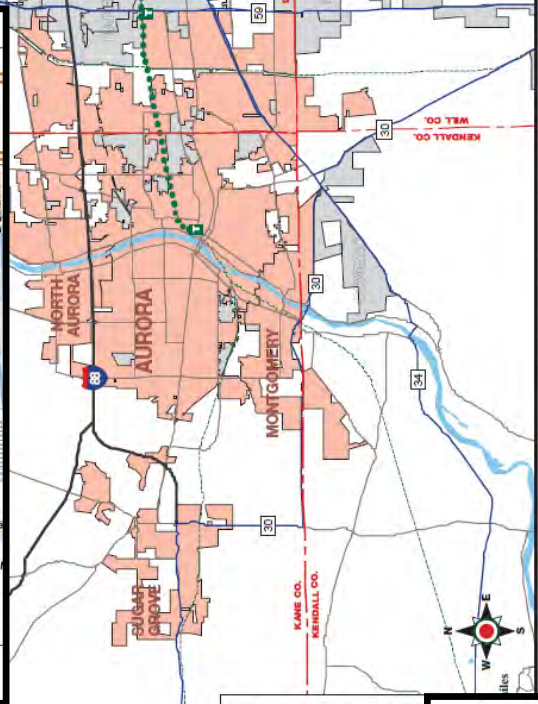 59
30
WILL CO.
KENDALL CO.
NORTH
AURORA
AURORA
88
30
MONTGOMERY
34
30
SUGAR
GROVE
KANE CO.
KENDALL CO.
N
W
E
S
iles